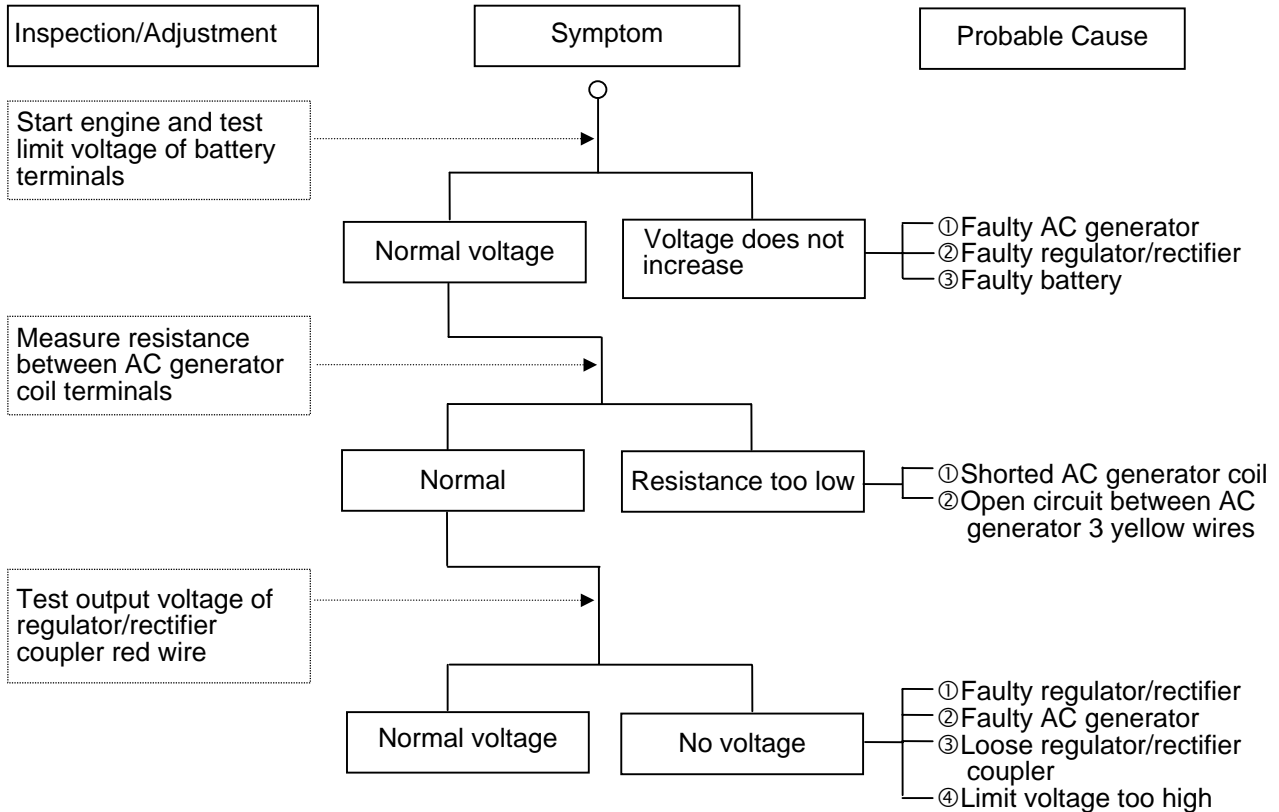 Inspection/Adjustment
Symptom
Probable Cause
Start engine and test
limit voltage of battery
terminals
Normal voltage
Voltage does not
increase
①Faulty AC generator
②Faulty regulator/rectifier
③Faulty battery
Measure resistance
between AC generator
coil terminals
Normal
Resistance too low
①Shorted AC generator coil
②Open circuit between AC
generator 3 yellow wires
Test output voltage of
regulator/rectifier
coupler red wire
Normal voltage
No voltage
①Faulty regulator/rectifier
②Faulty AC generator
③Loose regulator/rectifier
coupler
④Limit voltage too high